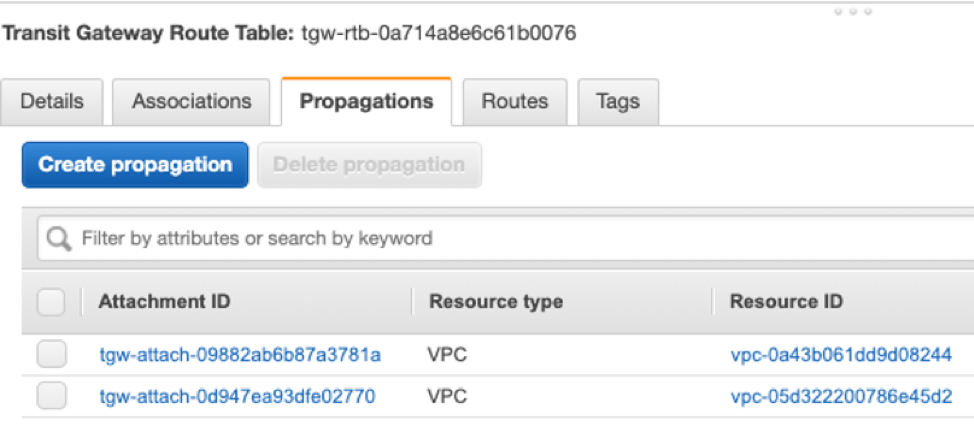 Transit Gateway Route Table: tgw-rtb-0a714a8e6c61b0076
Details Associations Propagations Routes Tags
Create propagation Delete propagation
Filter by attributes or search by keyword
Attachment ID Resource type Resource ID
tgw-attach-09882ab6b87a3781a VPC vpc-0a43b061dd9d08244
tgw-attach-0d947ea93dfe02770 VPC vpc-05d322200786e45d2